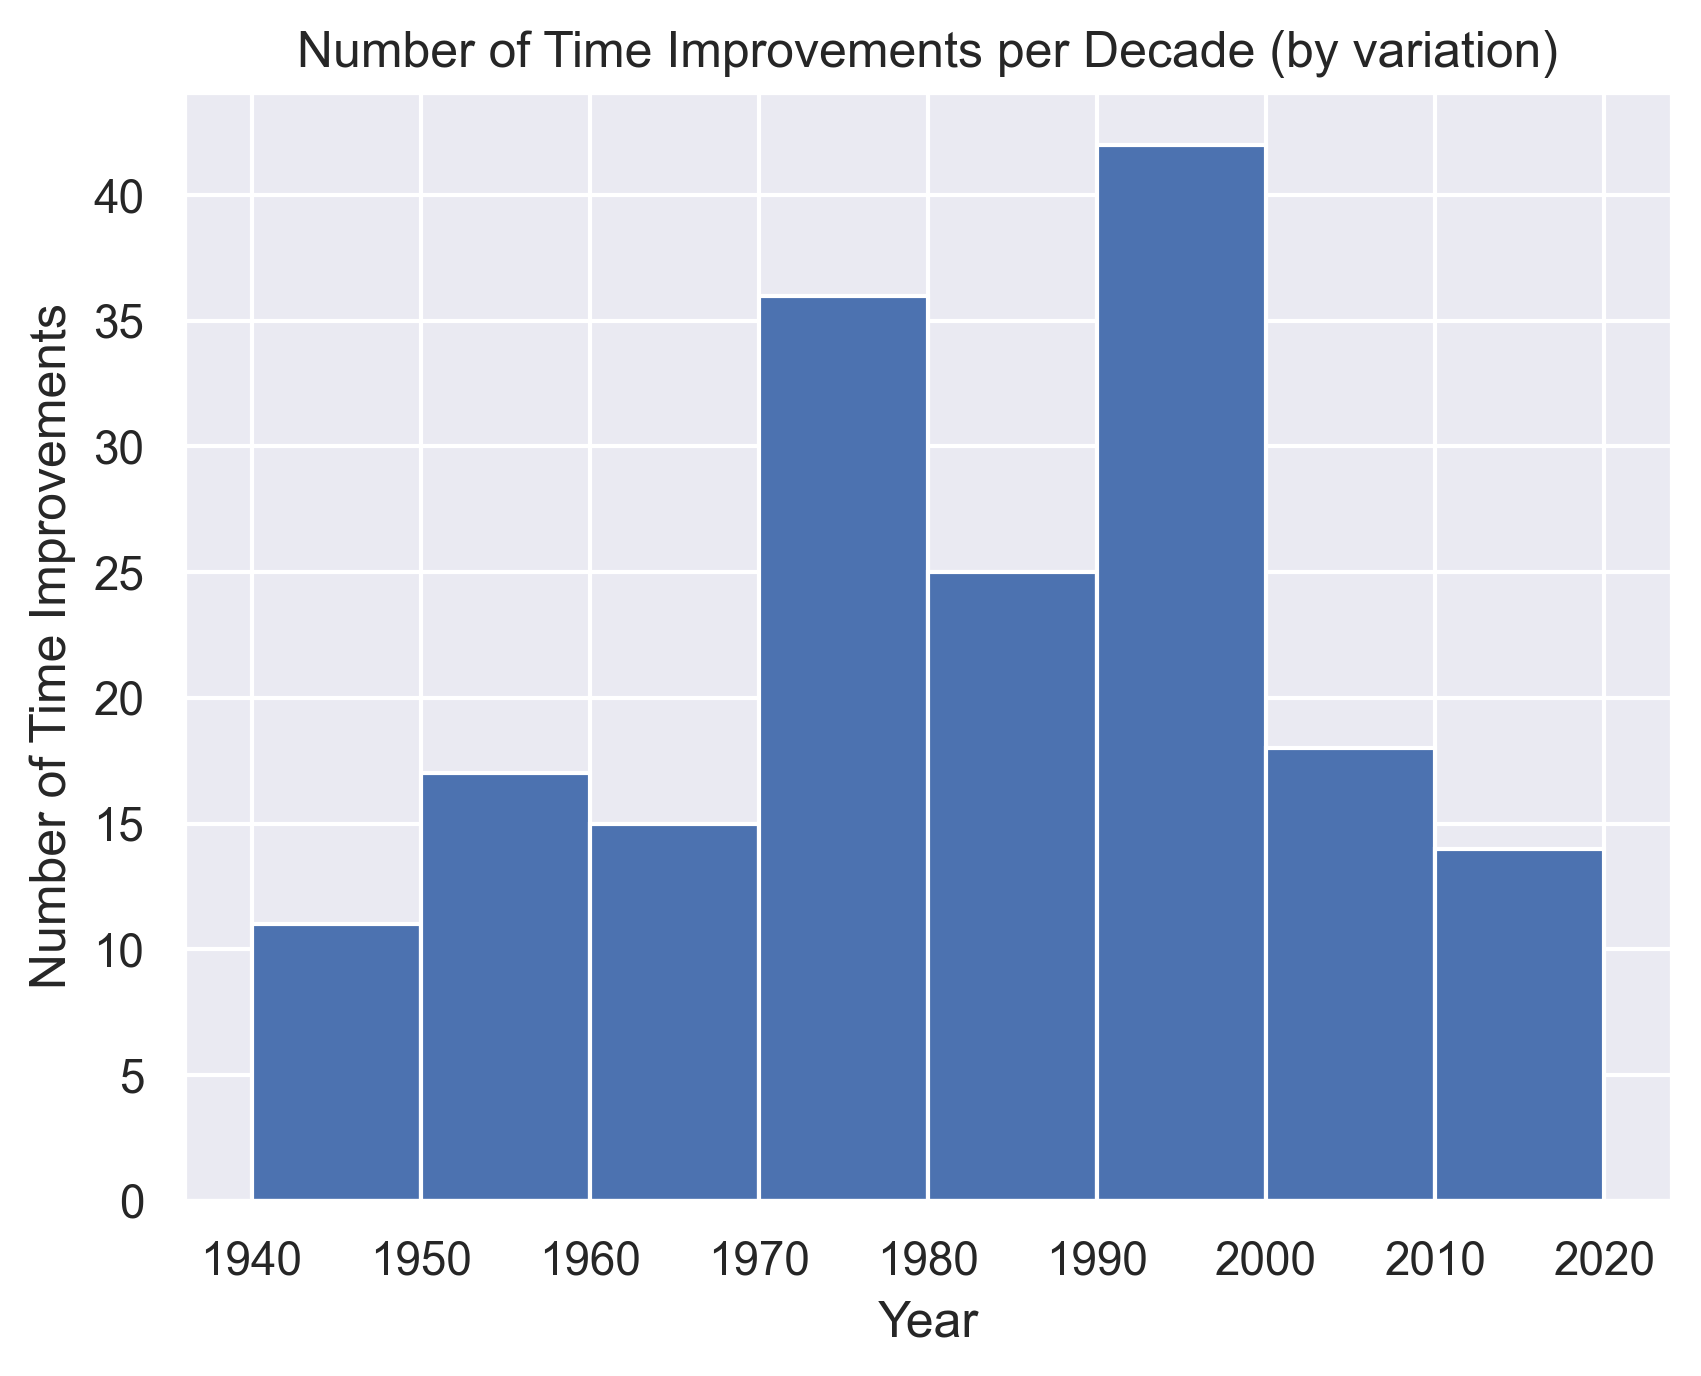 Number of Time Improvements per Decade (by variation)
Number of Time Improvements
40
35
30
25
20
15
10
5
0
1940 1950 1960 1970 1980 1990 2000 2010 2020
Year